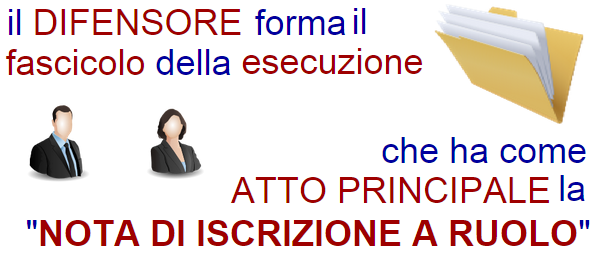 il DIFENSORE forma il
fascicolo della esecuzione
che ha come
ATTO PRINCIPALE la
"NOTA DI ISCRIZIONE A RUOLO"